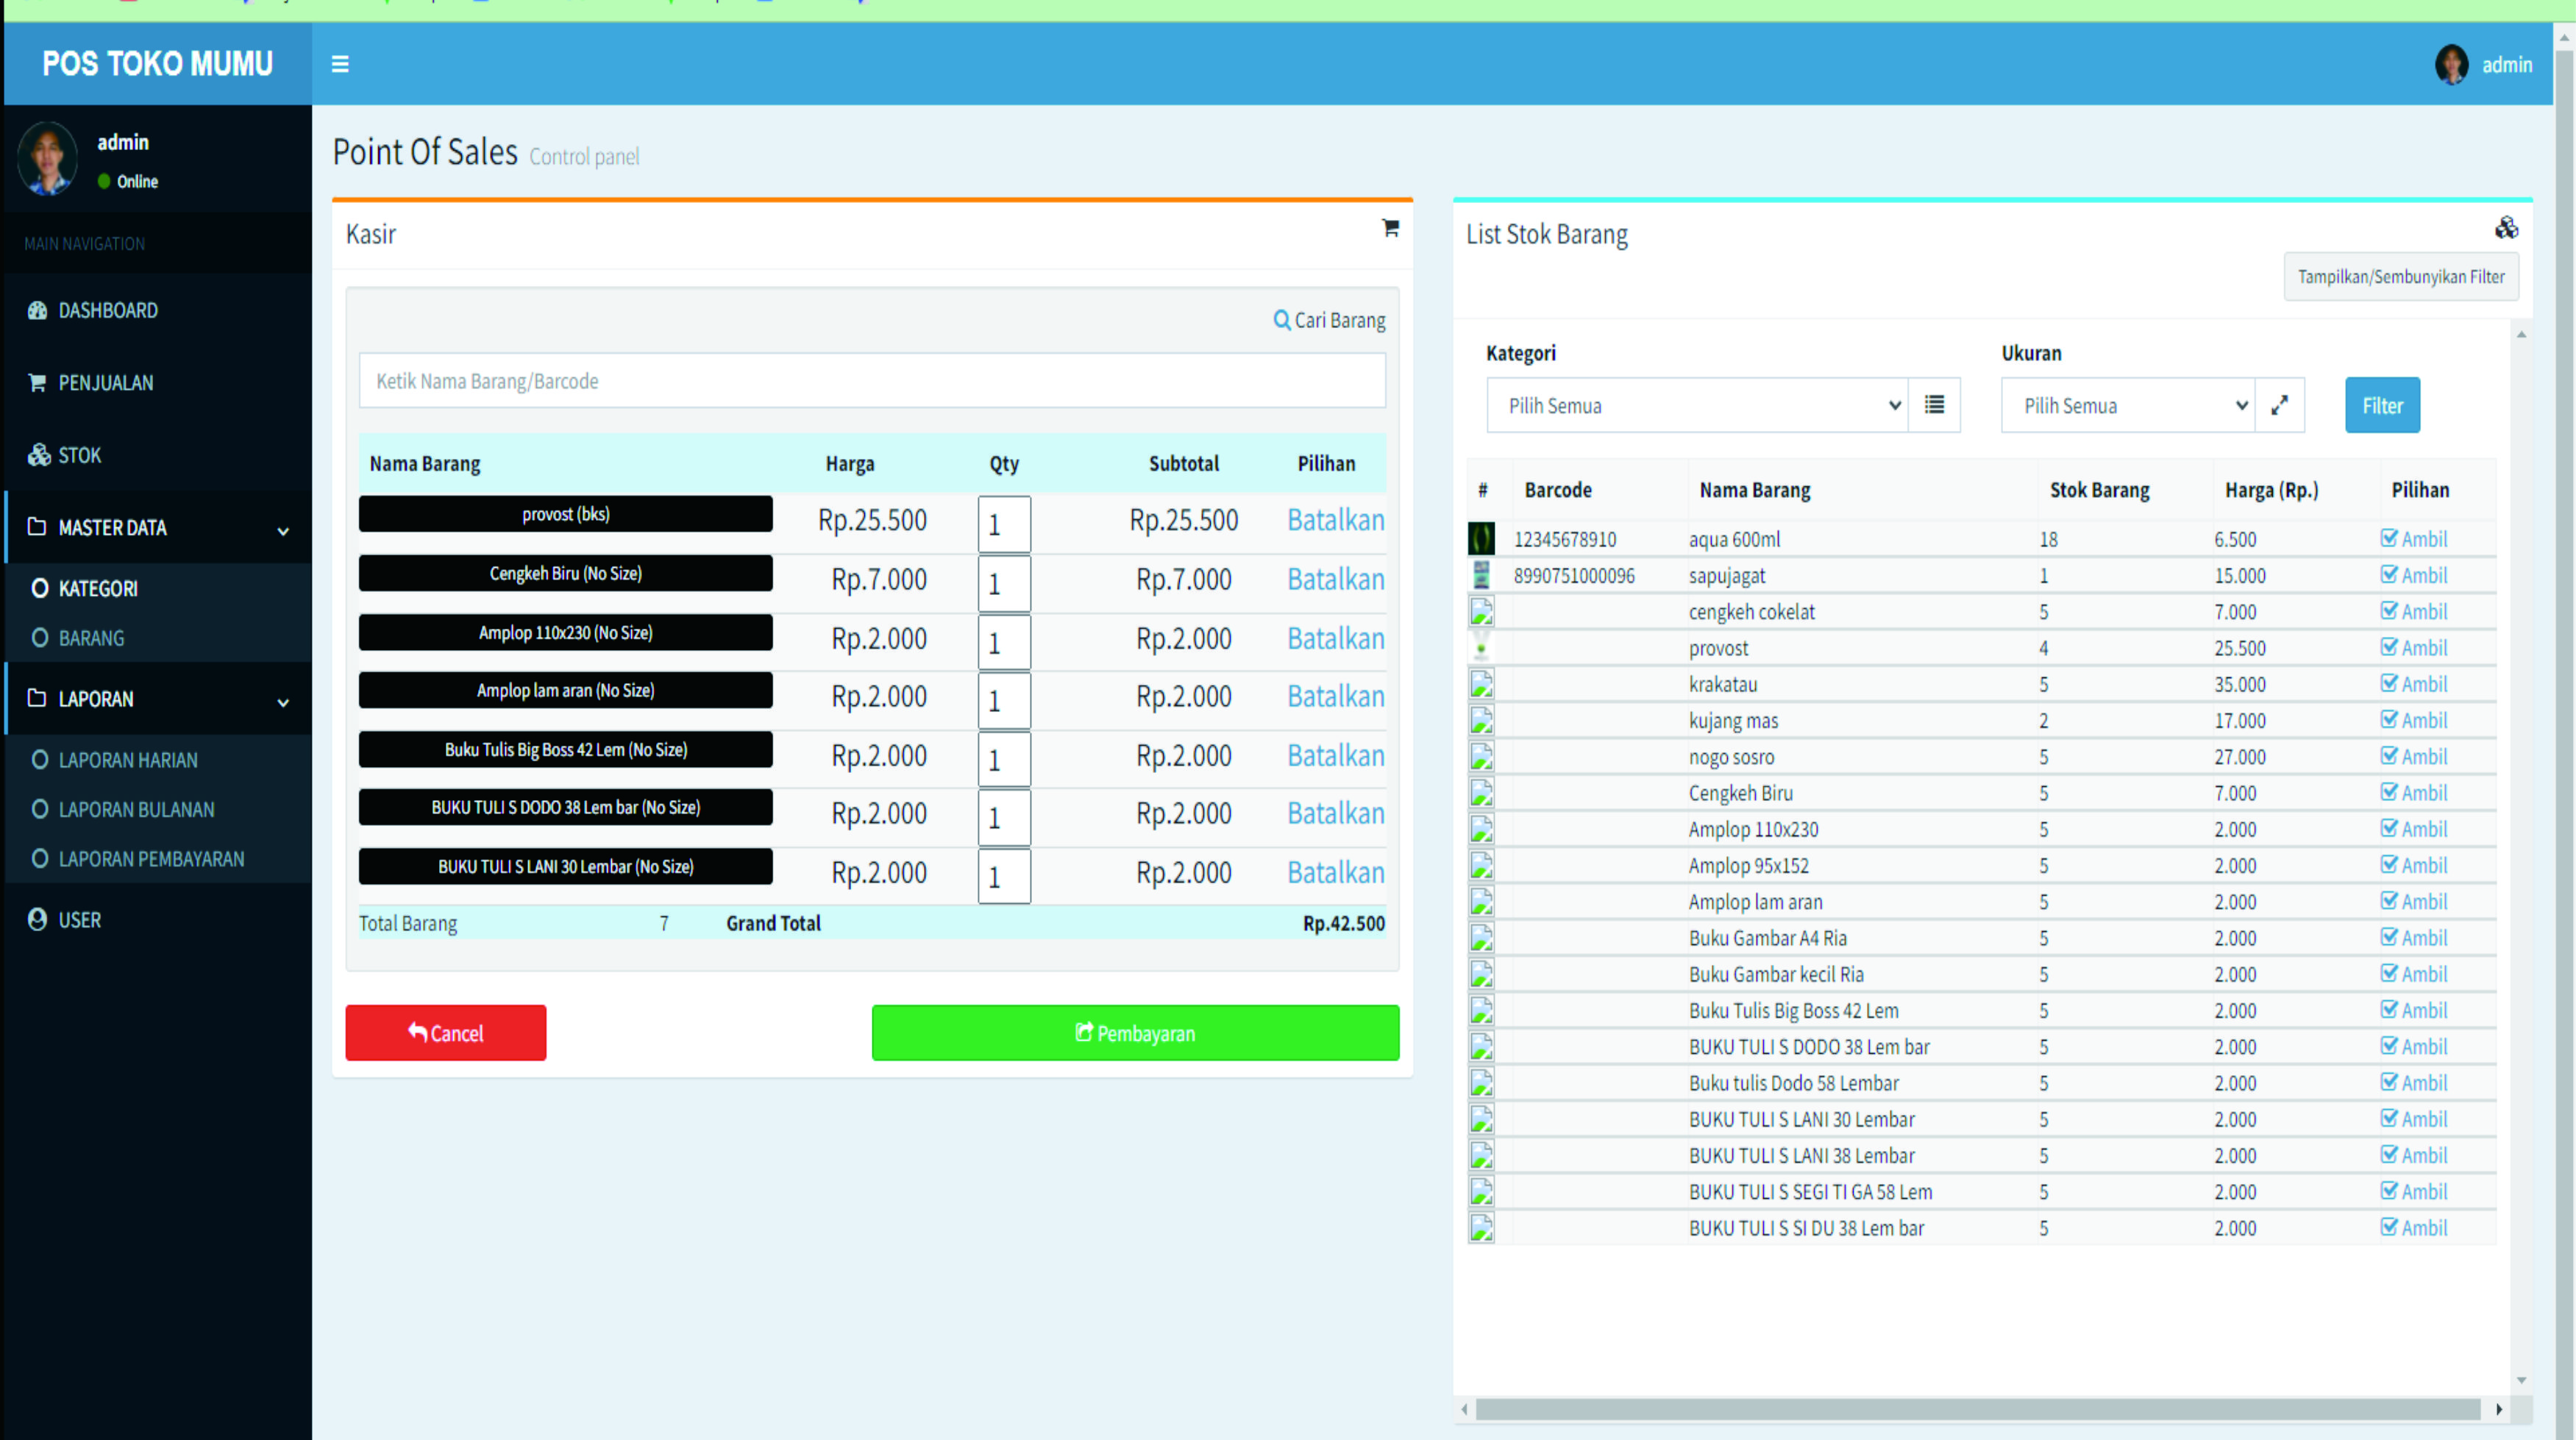 POS TOKO MUMU
admin
admin
Online
MAIN NAVIGATION
DASHBOARD
PENJUALAN
STOK
MASTER DATA
KATEGORI
BARANG
LAPORAN
LAPORAN HARIAN
LAPORAN BULANAN
LAPORAN PEMBAYARAN
USER
Point Of Sales Control panel
Kasir
Cari Barang
Ketik Nama Barang/Barcode
Nama Barang Harga Qty Subtotal Pilihan
provost (bks) Rp.25.500 1 Rp.25.500 Batalkan
Cengkeh Biru (No Size) Rp.7.000 1 Rp.7.000 Batalkan
Amplop 110x230 (No Size) Rp.2.000 1 Rp.2.000 Batalkan
Amplop lam aran (No Size) Rp.2.000 1 Rp.2.000 Batalkan
Buku Tulis Big Boss 42 Lem (No Size) Rp.2.000 1 Rp.2.000 Batalkan
BUKU TULI S DODO 38 Lem bar (No Size) Rp.2.000 1 Rp.2.000 Batalkan
BUKU TULI S LANI 30 Lembar (No Size) Rp.2.000 1 Rp.2.000 Batalkan
Total Barang 7 Grand Total Rp.42.500
Cancel Pembayaran
List Stok Barang
Tampilkan/Sembunyikan Filter
Kategori Ukuran
Pilih Semua Pilih Semua Filter
# Barcode Nama Barang Stok Barang Harga (Rp.) Pilihan
12345678910 aqua 600ml 18 6.500 Ambil
8990751000096 sapujagat 1 15.000 Ambil
cengkeh cokelat 5 7.000 Ambil
provost 4 25.500 Ambil
krakatau 5 35.000 Ambil
kujang mas 2 17.000 Ambil
nogo sosro 5 27.000 Ambil
Cengkeh Biru 5 7.000 Ambil
Amplop 110x230 5 2.000 Ambil
Amplop 95x152 5 2.000 Ambil
Amplop lam aran 5 2.000 Ambil
Buku Gambar A4 Ria 5 2.000 Ambil
Buku Gambar kecil Ria 5 2.000 Ambil
Buku Tulis Big Boss 42 Lem 5 2.000 Ambil
BUKU TULI S DODO 38 Lem bar 5 2.000 Ambil
Buku tulis Dodo 58 Lembar 5 2.000 Ambil
BUKU TULI S LANI 30 Lembar 5 2.000 Ambil
BUKU TULI S LANI 38 Lembar 5 2.000 Ambil
BUKU TULI S SEGI TI GA 58 Lem 5 2.000 Ambil
BUKU TULI S SI DU 38 Lem bar 5 2.000 Ambil